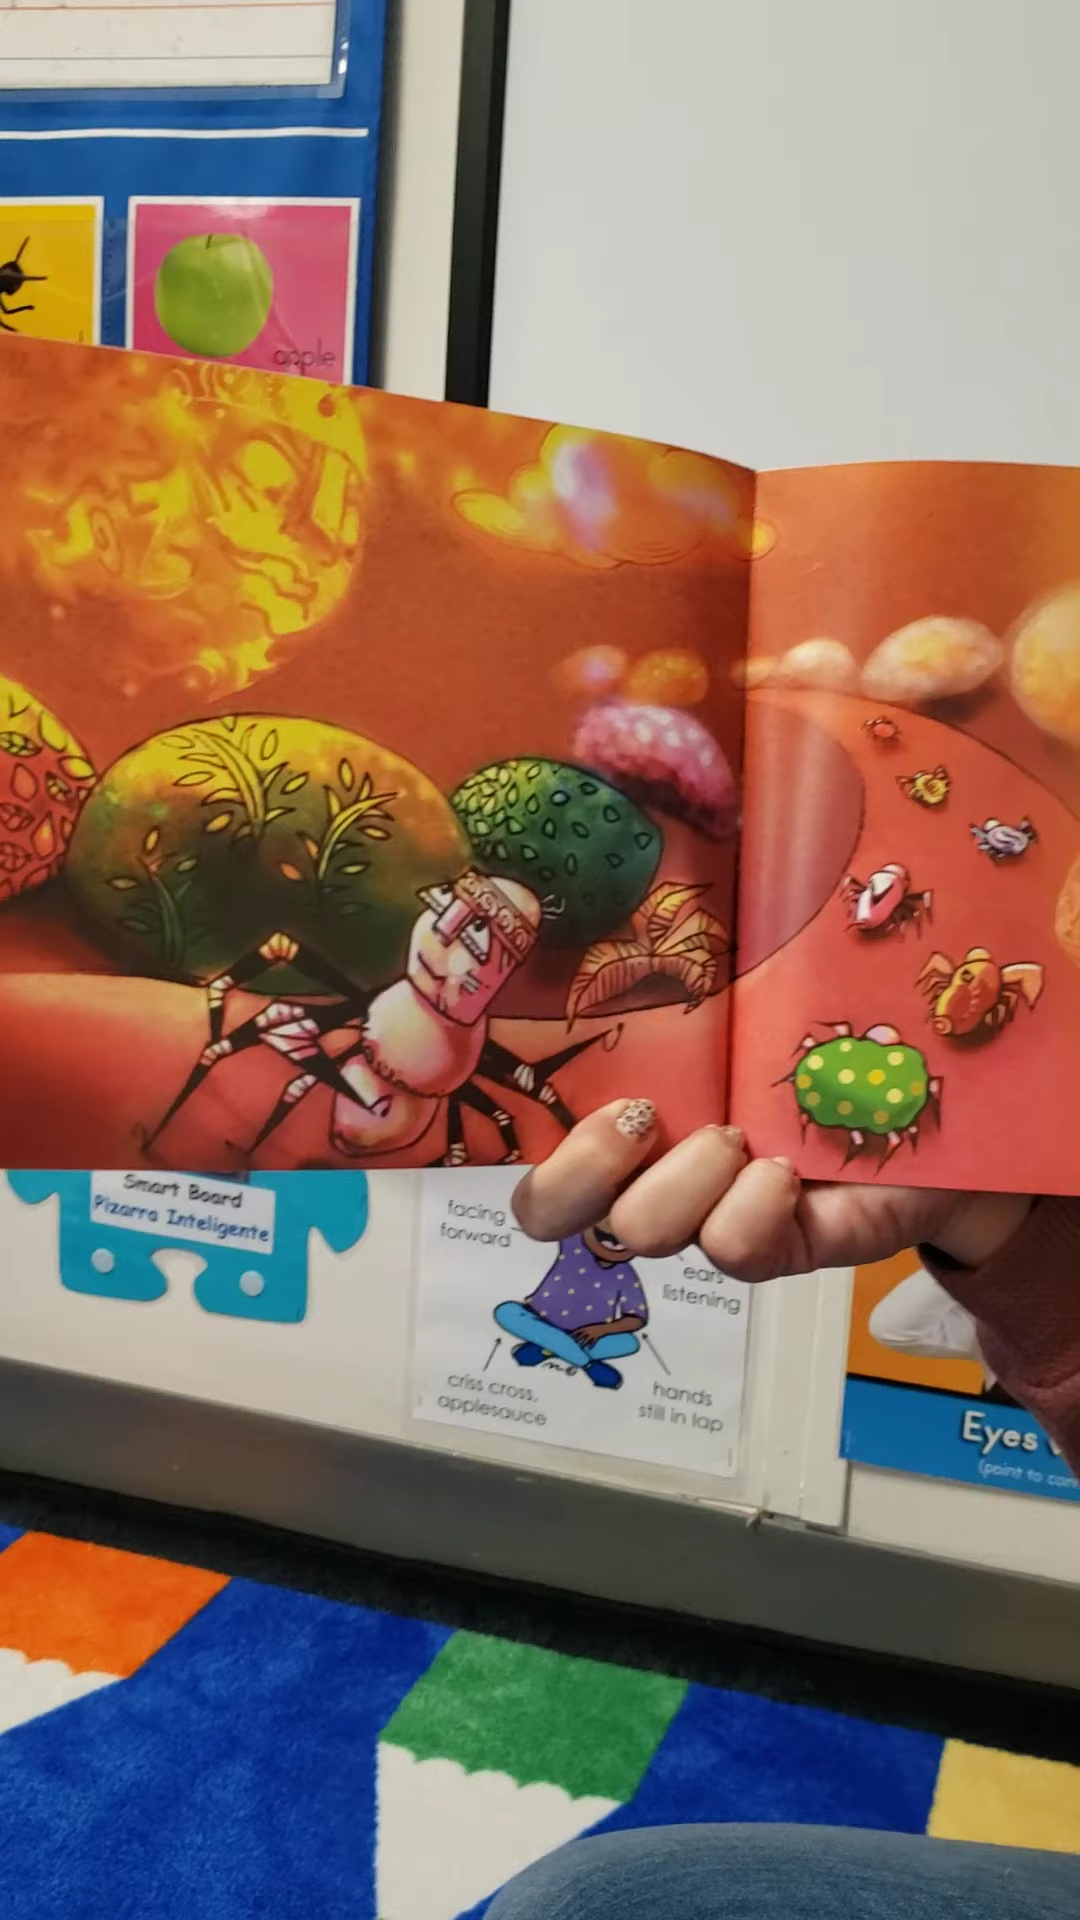 apple
Smart Board
Pizarra Inteligente
facing
forward
ears
listening
criss cross,
applesauce
hands
still in lap
Eyes
(point to